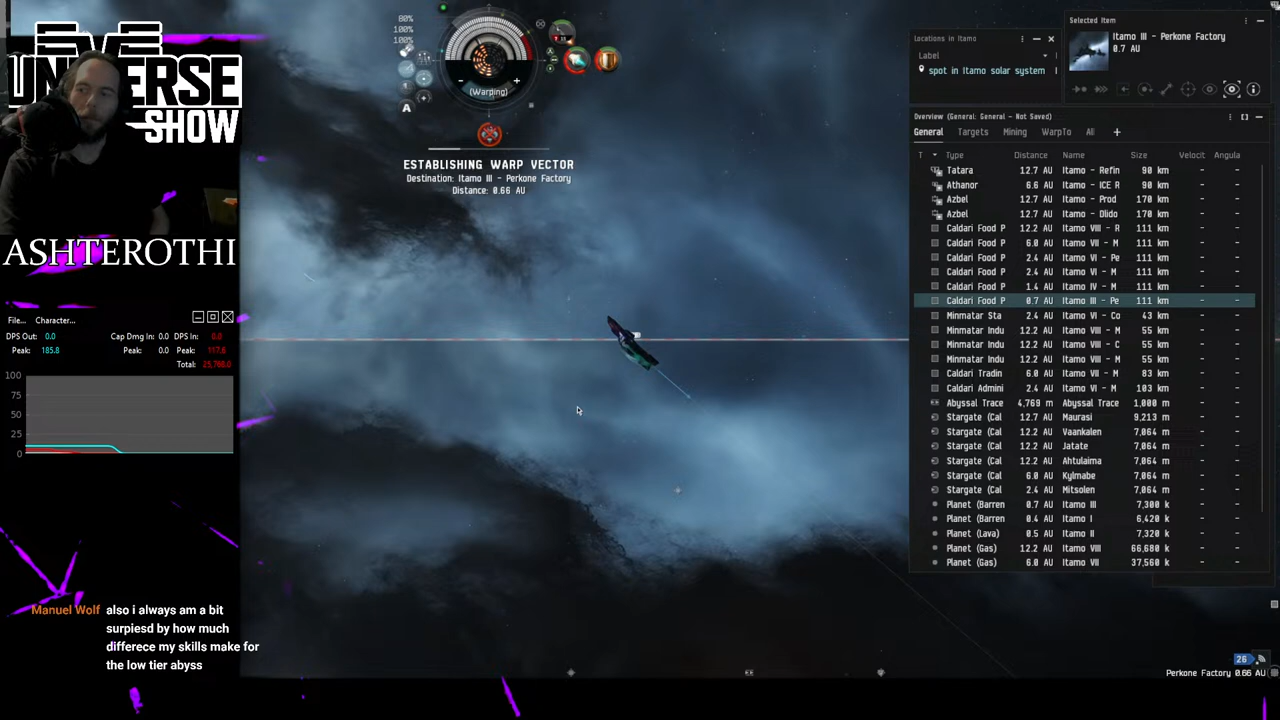 EVE
UNIVERSE
SHOW
ASHTEROTHI
File... Character...
DPS Out: 0.0 Cap Dmg In: 0.0 DPS In: 0.0
Peak: 185.8 Peak: 0.0 Peak: 117.6
Total: 25,760.0
100
75
50
25
0
Manuel Wolf also i always am a bit
surpiesd by how much
differece my skills make for
the low tier abyss
80%
100%
100%
A
- +
(Warping)
ESTABLISHING WARP VECTOR
Destination: Itamo III - Perkone Factory
Distance: 0.66 AU
Locations in Itamo
Label
spot in Itamo solar system
Selected Item
Itamo III - Perkone Factory
0.7 AU
Overview (General: General - Not Saved)
General Targets Mining WarpTo All +
T Type Distance Name Size Velocit Angula
Tatara 12.7 AU Itamo - Refin 90 km - -
Athanor 6.6 AU Itamo - ICE R 90 km - -
Azbel 12.7 AU Itamo - Prod 170 km - -
Azbel 12.7 AU Itamo - Dlido 170 km - -
Caldari Food P 12.2 AU Itamo VIII - R 111 km - -
Caldari Food P 6.0 AU Itamo VII - M 111 km - -
Caldari Food P 2.4 AU Itamo VI - Pe 111 km - -
Caldari Food P 2.4 AU Itamo VI - M 111 km - -
Caldari Food P 1.4 AU Itamo IV - M 111 km - -
Caldari Food P 0.7 AU Itamo III - Pe 111 km - -
Minmatar Sta 2.4 AU Itamo VI - Co 43 km - -
Minmatar Indu 12.2 AU Itamo VIII - M 55 km - -
Minmatar Indu 12.2 AU Itamo VIII - C 55 km - -
Minmatar Indu 12.2 AU Itamo VIII - M 55 km - -
Caldari Tradin 6.0 AU Itamo VII - M 83 km - -
Caldari Admini 2.4 AU Itamo VI - M 103 km - -
Abyssal Trace 4,769 m Abyssal Trace 1,000 m - -
Stargate (Cal 12.7 AU Maurasi 9,213 m - -
Stargate (Cal 12.2 AU Vaankalen 7,064 m - -
Stargate (Cal 12.2 AU Jatate 7,064 m - -
Stargate (Cal 12.2 AU Ahtulaima 7,064 m - -
Stargate (Cal 6.0 AU Kylmabe 7,064 m - -
Stargate (Cal 2.4 AU Mitsolen 7,064 m - -
Planet (Barren 0.7 AU Itamo III 7,300 k - -
Planet (Barren 0.4 AU Itamo I 6,420 k - -
Planet (Lava) 0.5 AU Itamo II 7,320 k - -
Planet (Gas) 12.2 AU Itamo VIII 66,680 k - -
Planet (Gas) 6.0 AU Itamo VII 37,560 k - -
26
Perkone Factory 0.66 AU